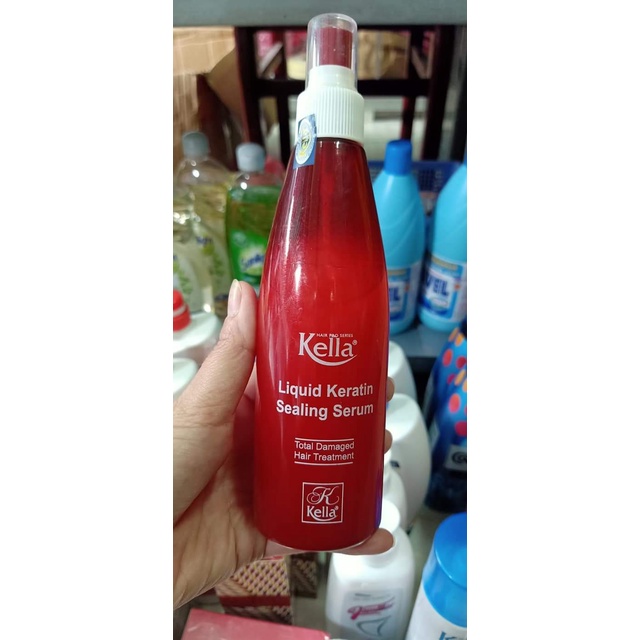 HAIR PRO SERIES
Kella®
Liquid Keratin
Sealing Serum
Total Damaged
Hair Treatment
K
Kella®